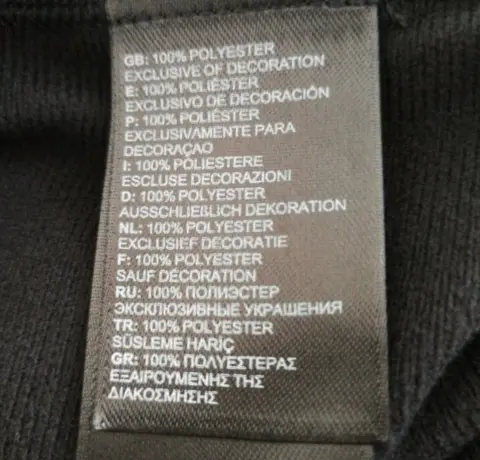 GB: 100% POLYESTER
EXCLUSIVE OF DECORATION
E: 100% POLIÉSTER
EXCLUSIVO DE DECORACIÓN
P: 100% POLIÉSTER
EXCLUSIVAMENTE PARA
DECORAÇAO
I: 100% POLIESTERE
ESCLUSE DECORAZIONI
D: 100% POLYESTER
AUSSCHLIEßLICH DEKORATION
NL: 100% POLYESTER
EXCLUSIEF DECORATIE
F: 100% POLYESTER
SAUF DÉCORATION
RU: 100% ПОЛИЭСТЕР
ЭКСКЛЮЗИВНЫЕ УКРАШЕНИЯ
TR: 100% POLYESTER
SÜSLEME HARİÇ
GR: 100% ΠΟΛΥΕΣΤΕΡΑΣ
ΕΞΑΙΡΟΥΜΕΝΗΣ ΤΗΣ
ΔΙΑΚΟΣΜΗΣΗΣ